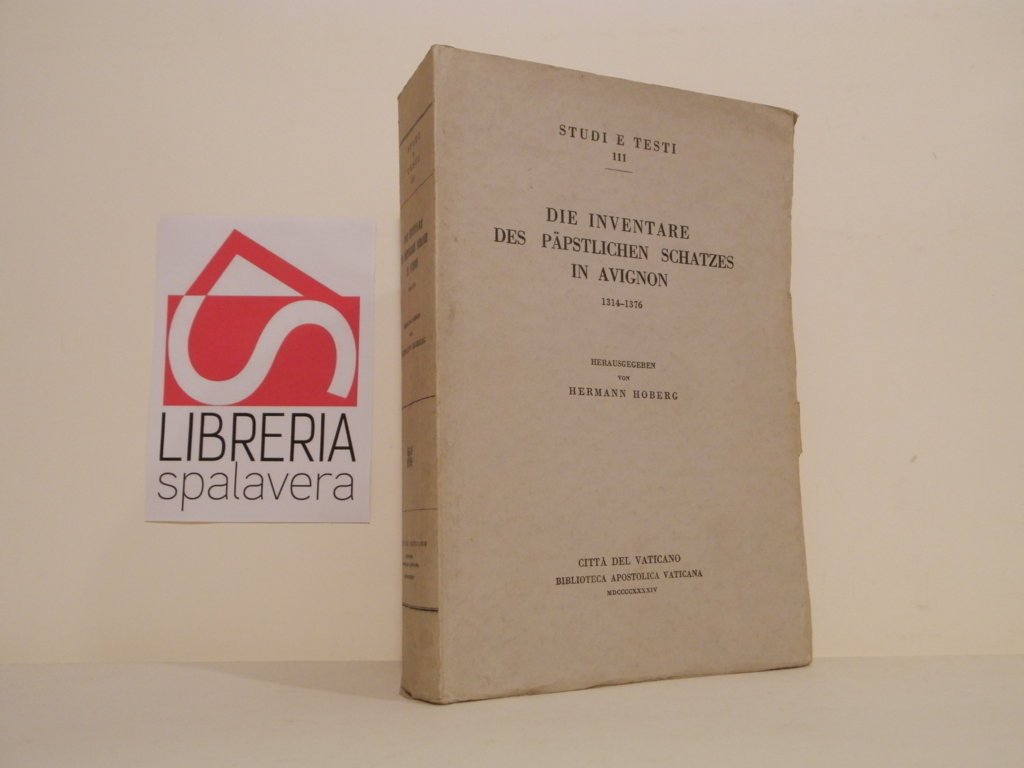 LIBRERIA
spalavera
STUDI E TESTI
111
DIE INVENTARE
DES PÄPSTLICHEN SCHATZES
IN AVIGNON
1314-1376
HERAUSGEGEBEN
VON
HERMANN HOBERG
CITTÀ DEL VATICANO
BIBLIOTECA APOSTOLICA VATICANA
MDCCCCXXXXIV